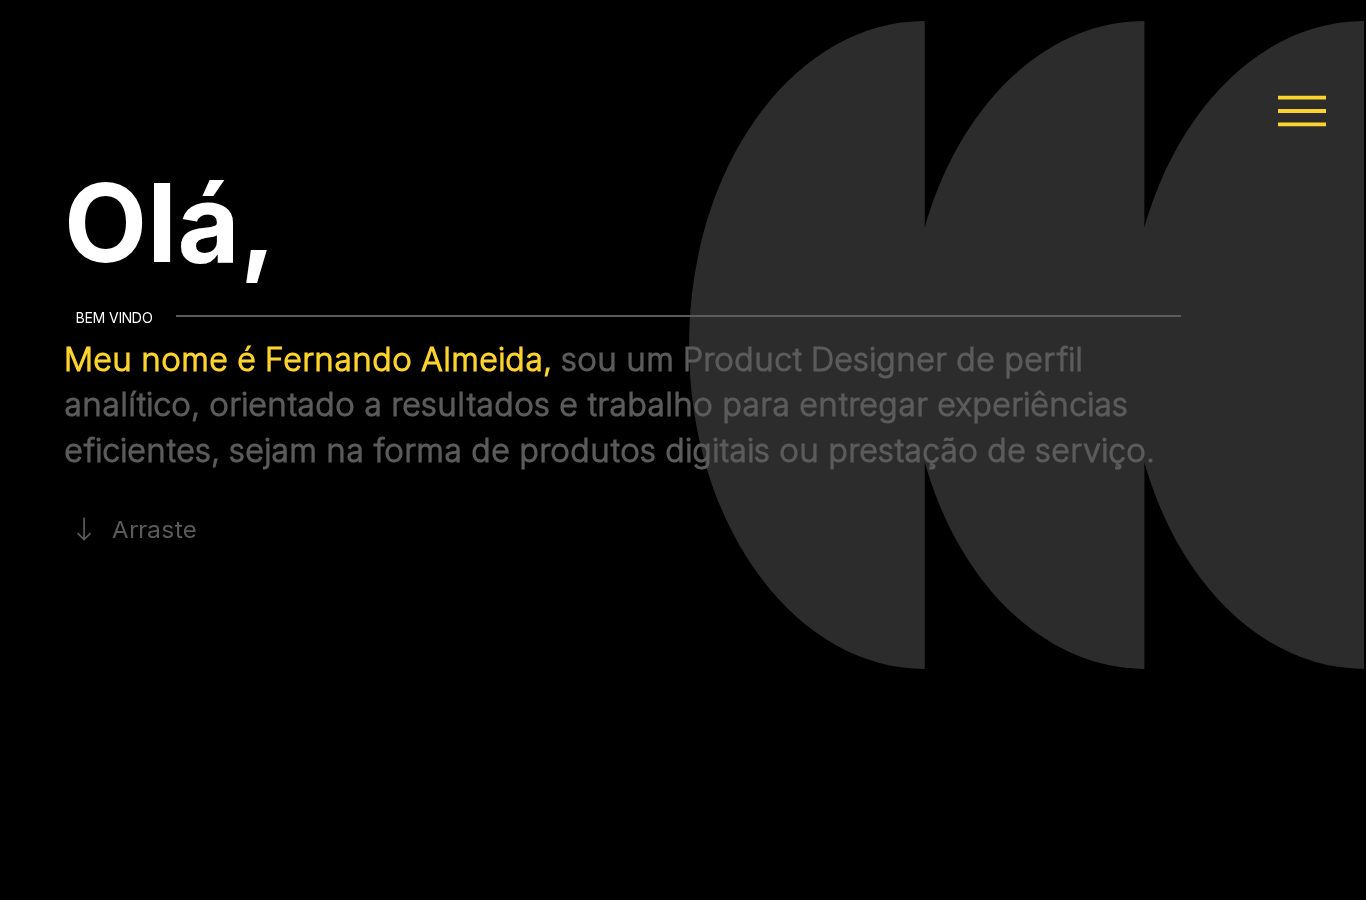 Olá,
BEM VINDO
Meu nome é Fernando Almeida, sou um Product Designer de perfil
analítico, orientado a resultados e trabalho para entregar experiências
eficientes, sejam na forma de produtos digitais ou prestação de serviço.
Arraste